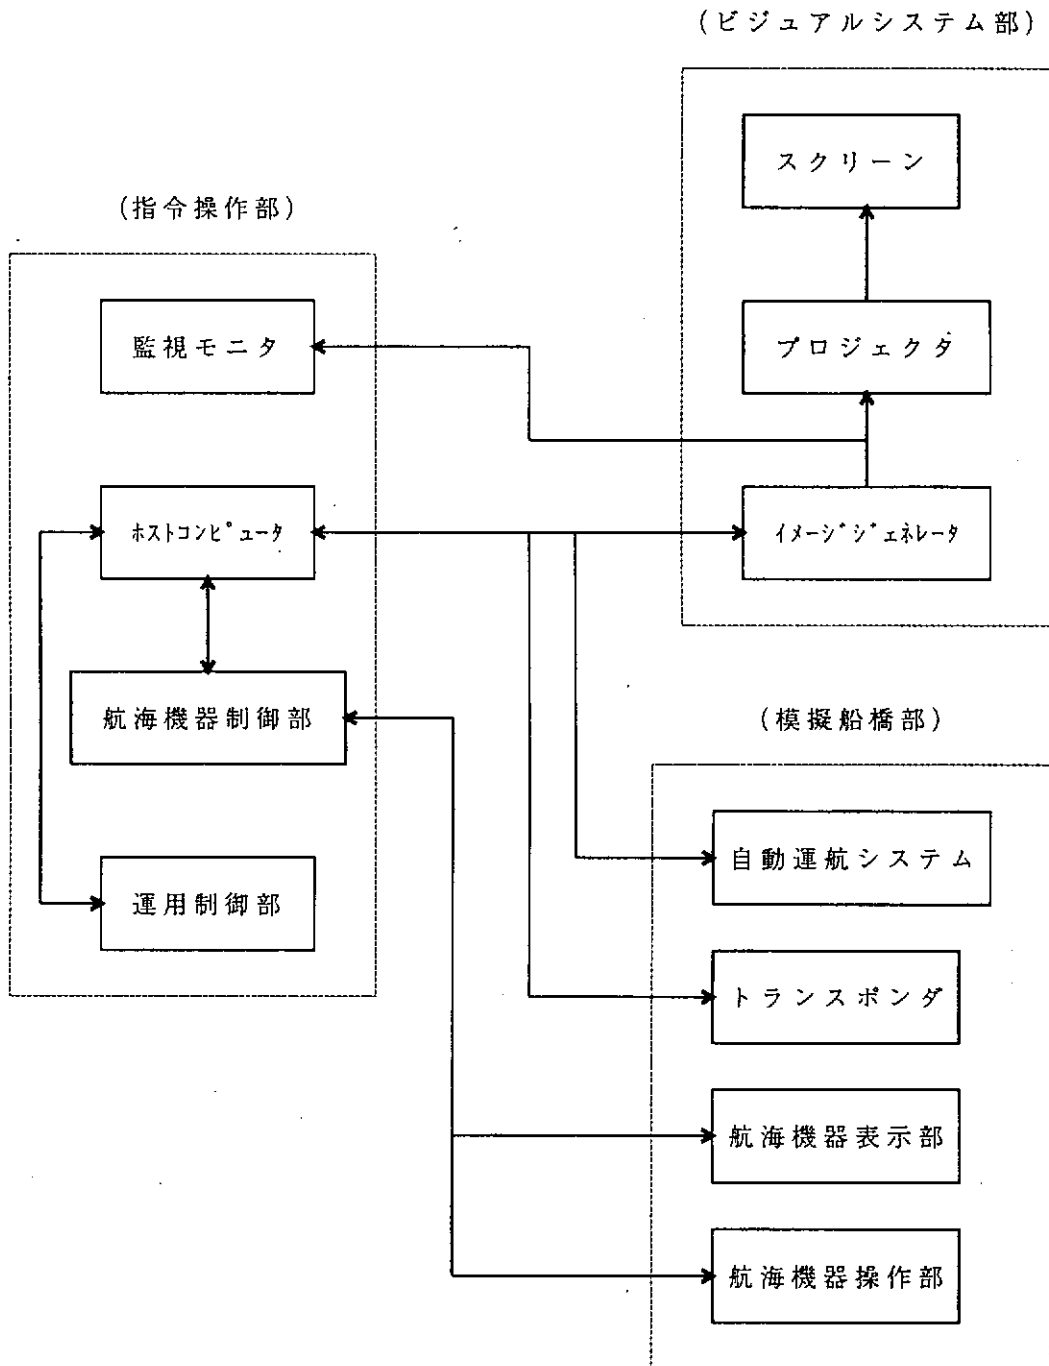 (ビジュアルシステム部)
スクリーン
プロジェクタ
イメージジェネレータ
(指令操作部)
監視モニタ
ホストコンピュータ
航海機器制御部
運用制御部
(模擬船橋部)
自動運航システム
トランスポンダ
航海機器表示部
航海機器操作部